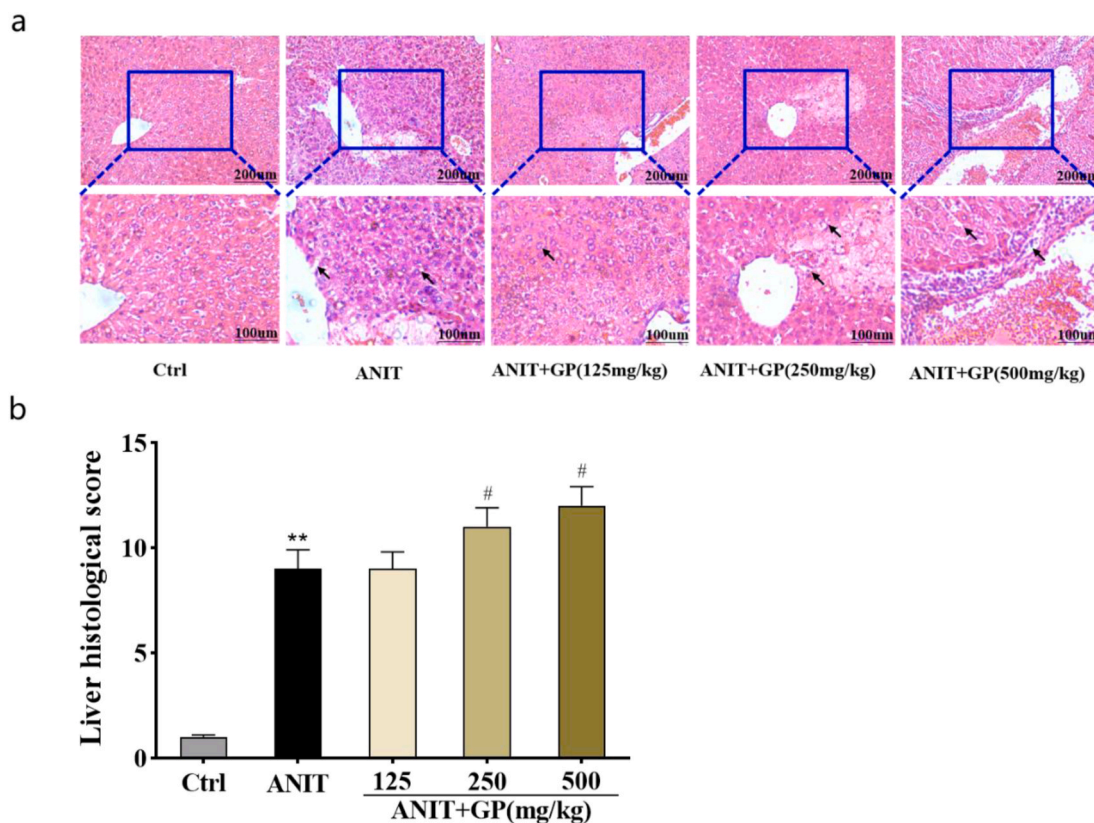 a
200um 200um 200um 200um 200um
100um 100um 100um 100um 100um
Ctrl ANIT ANIT+GP(125mg/kg) ANIT+GP(250mg/kg) ANIT+GP(500mg/kg)
b
Liver histological score
15
10
5
0
**
#
#
Ctrl ANIT 125 250 500
ANIT+GP(mg/kg)